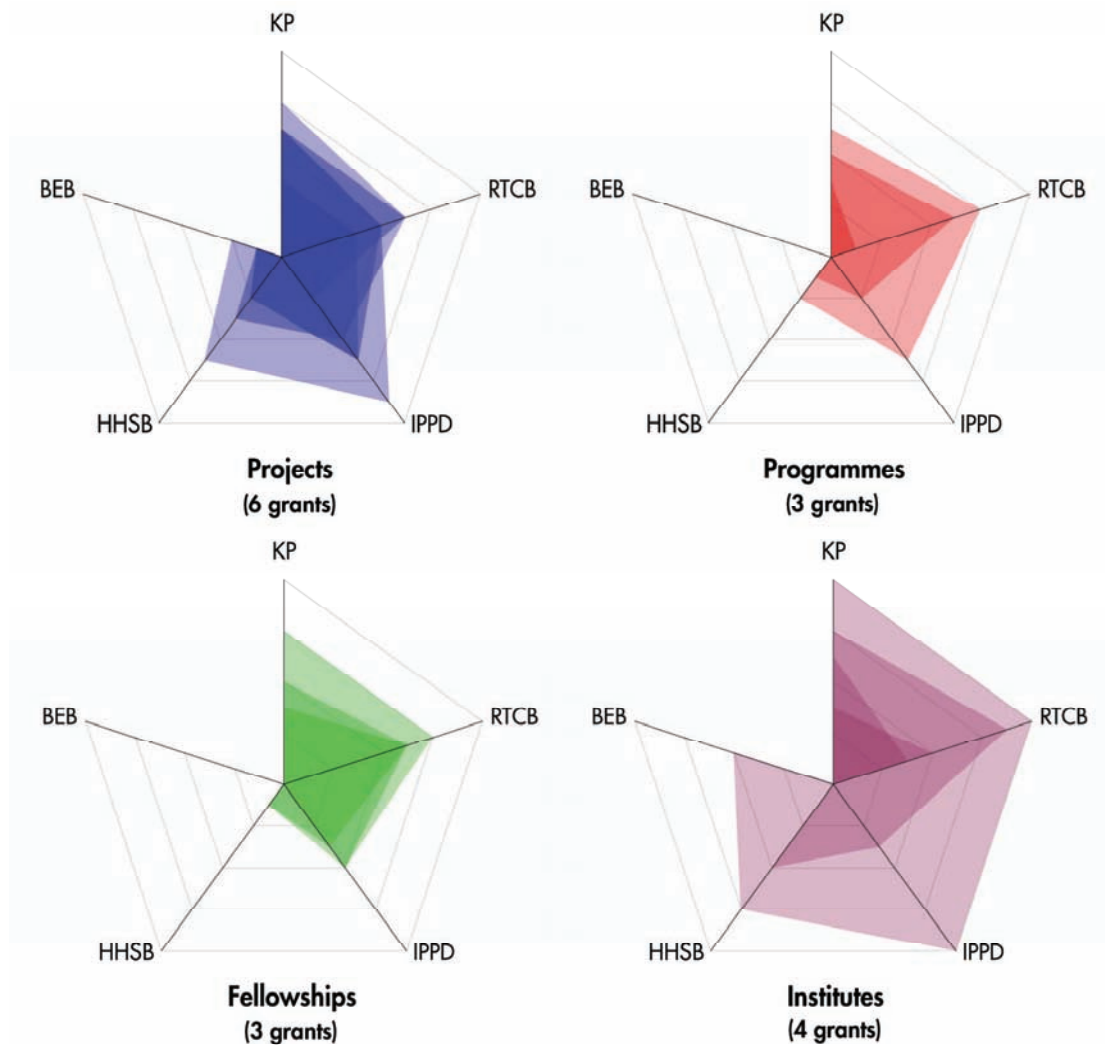 KP
RTCB
BEB
HHSB
IPPD
Projects
(6 grants)
KP
RTCB
BEB
HHSB
IPPD
Programmes
(3 grants)
KP
RTCB
BEB
HHSB
IPPD
Fellowships
(3 grants)
KP
RTCB
BEB
HHSB
IPPD
Institutes
(4 grants)